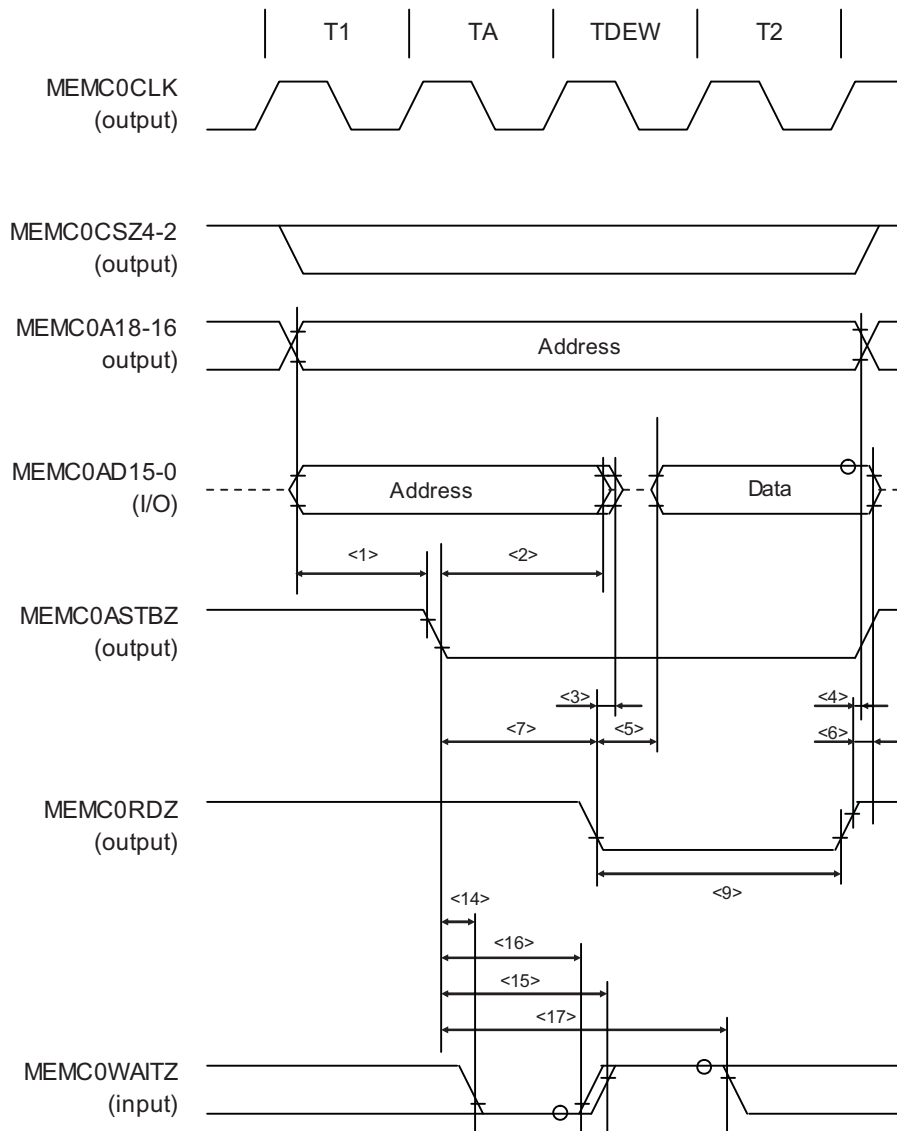 T1 TA TDEW T2
MEMC0CLK
(output)
MEMC0CSZ4-2
(output)
MEMC0A18-16
output)
Address
MEMC0AD15-0
(I/O)
Address
Data
<1>
<2>
MEMC0ASTBZ
(output)
<3>
<4>
<7>
<5>
<6>
MEMC0RDZ
(output)
<9>
<14>
<16>
<15>
<17>
MEMC0WAITZ
(input)